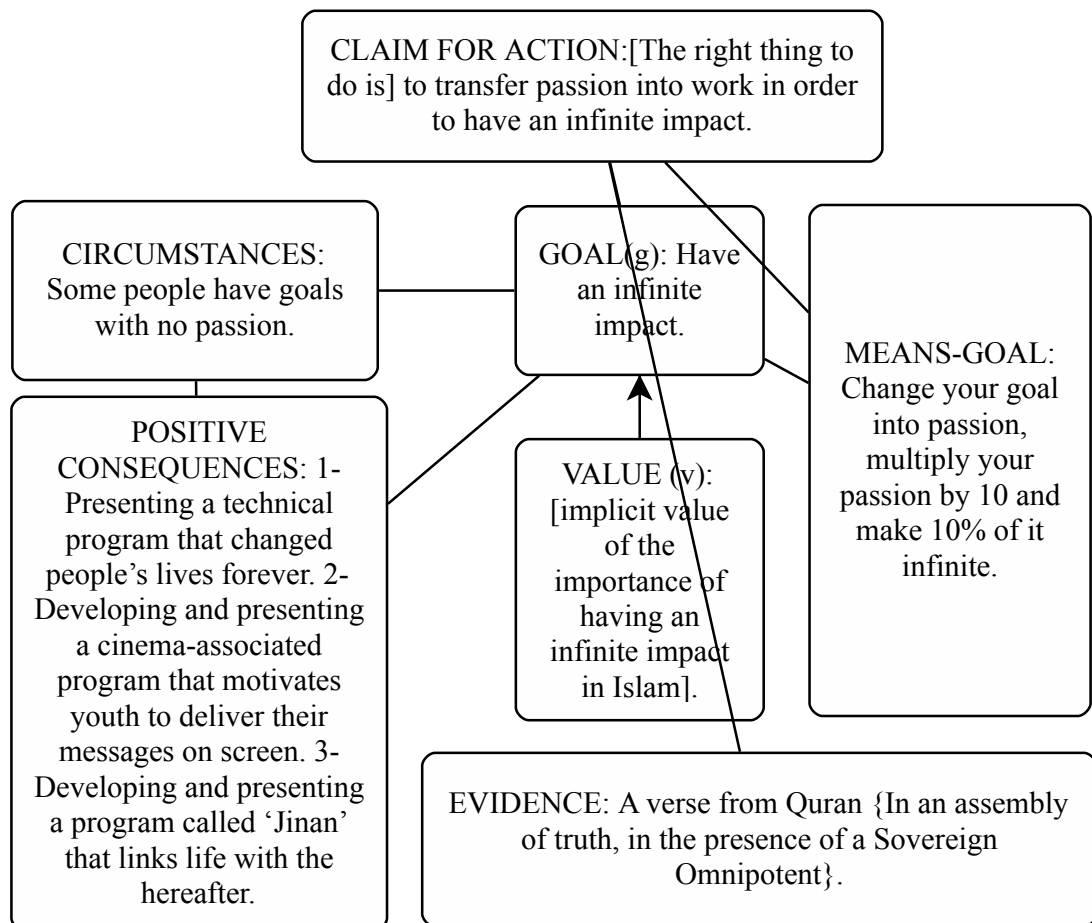 CLAIM FOR ACTION:[The right thing to
do is] to transfer passion into work in order
to have an infinite impact.
CIRCUMSTANCES:
Some people have goals
with no passion.
GOAL(g): Have
an infinite
impact.
MEANS-GOAL:
Change your goal
into passion,
multiply your
passion by 10 and
make 10% of it
infinite.
POSITIVE
CONSEQUENCES: 1-
Presenting a technical
program that changed
people’s lives forever. 2-
Developing and presenting
a cinema-associated
program that motivates
youth to deliver their
messages on screen. 3-
Developing and presenting
a program called ‘Jinan’
that links life with the
hereafter.
VALUE (v):
[implicit value
of the
importance of
having an
infinite impact
in Islam].
EVIDENCE: A verse from Quran {In an assembly
of truth, in the presence of a Sovereign
Omnipotent}.